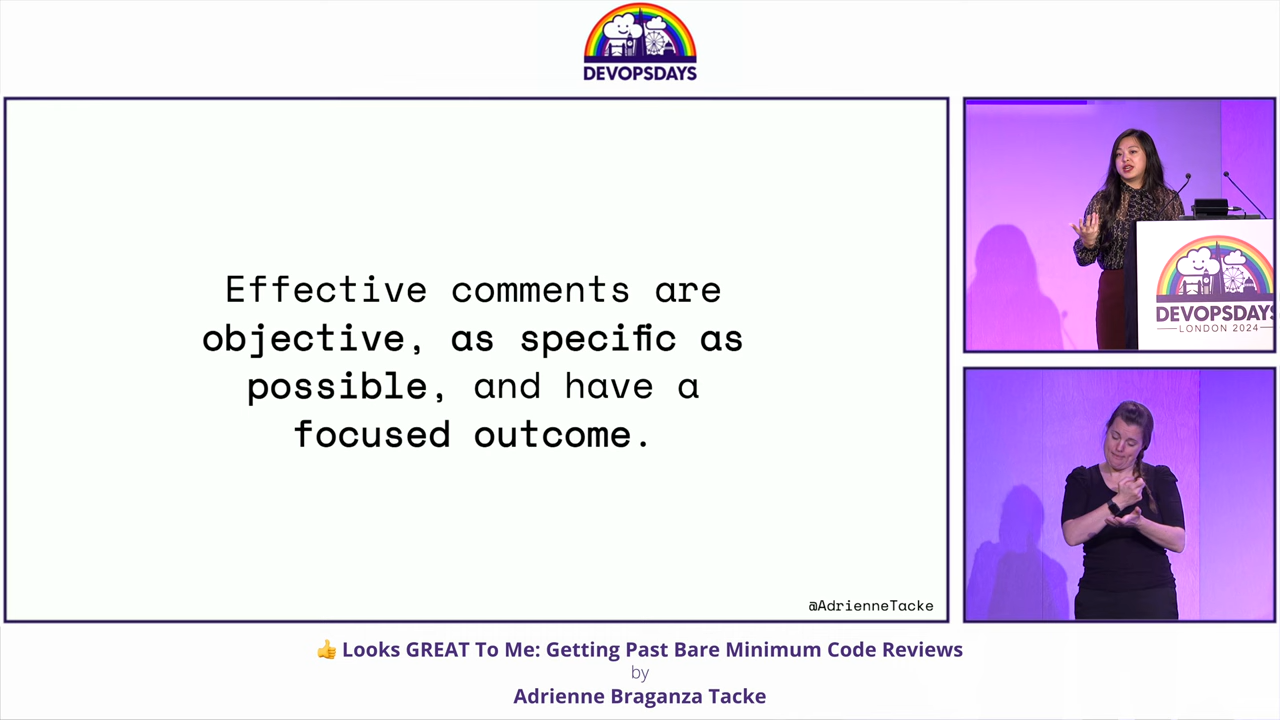 DEVOPSDAYS
Effective comments are
objective, as specific as
possible, and have a
focused outcome.
@AdrienneTacke
DEVOPSDAYS
LONDON 2024
👍 Looks GREAT To Me: Getting Past Bare Minimum Code Reviews
by
Adrienne Braganza Tacke